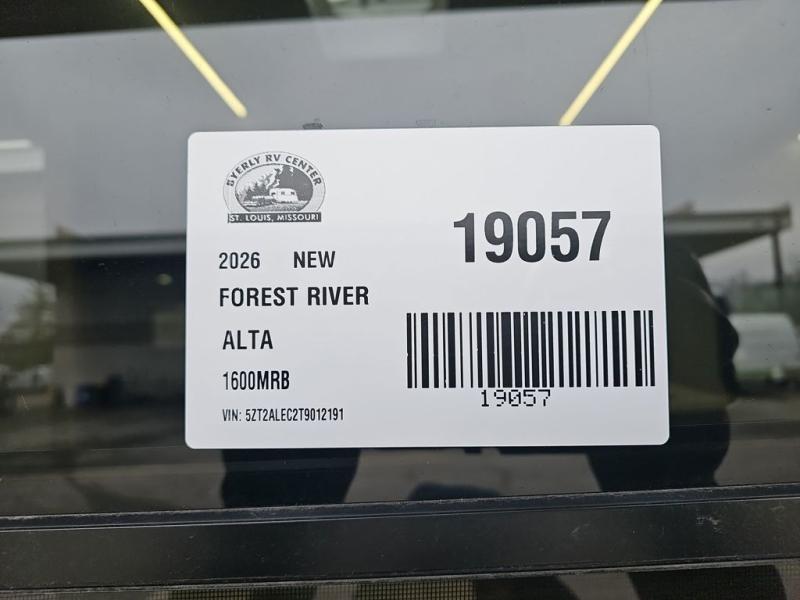 BYERLY RV CENTER
ST. LOUIS, MISSOURI
19057
2026 NEW
FOREST RIVER
ALTA
1600MRB
VIN: 5ZT2ALEC2T9012191
19057